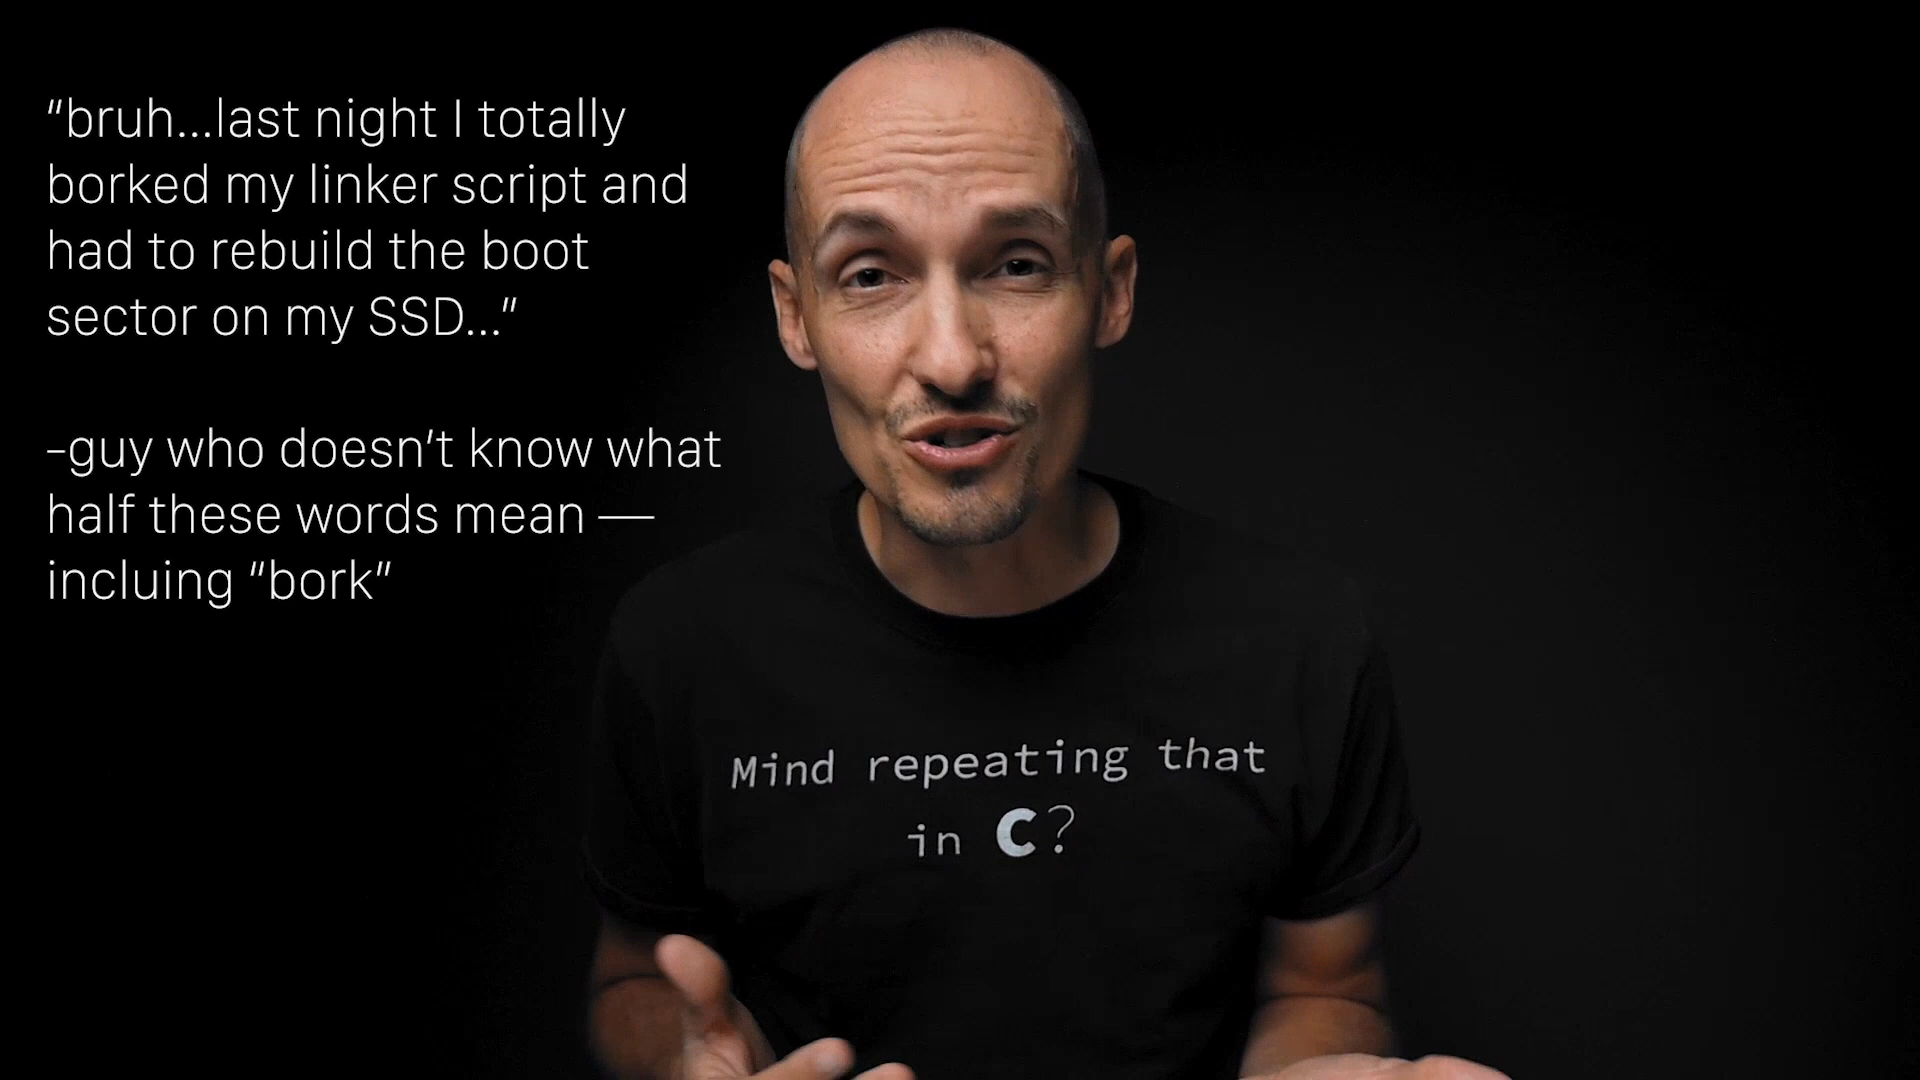 “bruh...last night I totally
borked my linker script and
had to rebuild the boot
sector on my SSD...”
-guy who doesn’t know what
half these words mean —
incluing “bork”
Mind repeating that
in C?